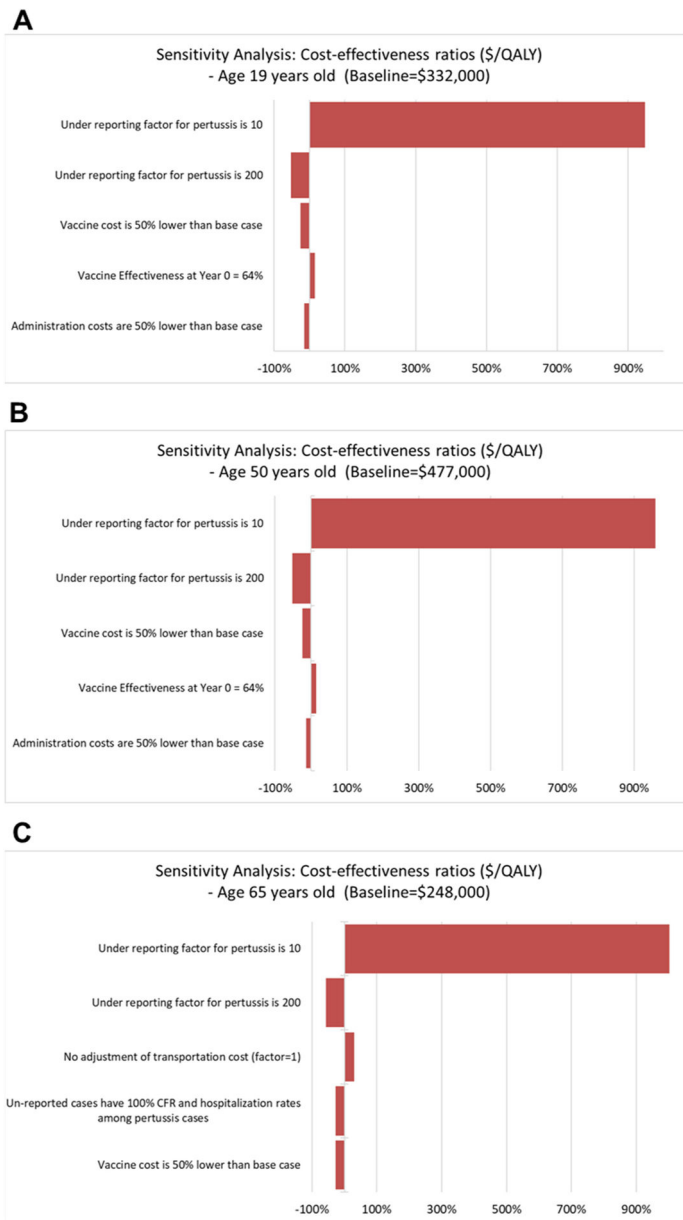 A
Sensitivity Analysis: Cost-effectiveness ratios ($/QALY)
- Age 19 years old (Baseline=$332,000)
Under reporting factor for pertussis is 10
Under reporting factor for pertussis is 200
Vaccine cost is 50% lower than base case
Vaccine Effectiveness at Year 0 = 64%
Administration costs are 50% lower than base case
-100% 100% 300% 500% 700% 900%
B
Sensitivity Analysis: Cost-effectiveness ratios ($/QALY)
- Age 50 years old (Baseline=$477,000)
Under reporting factor for pertussis is 10
Under reporting factor for pertussis is 200
Vaccine cost is 50% lower than base case
Vaccine Effectiveness at Year 0 = 64%
Administration costs are 50% lower than base case
-100% 100% 300% 500% 700% 900%
C
Sensitivity Analysis: Cost-effectiveness ratios ($/QALY)
- Age 65 years old (Baseline=$248,000)
Under reporting factor for pertussis is 10
Under reporting factor for pertussis is 200
No adjustment of transportation cost (factor=1)
Un-reported cases have 100% CFR and hospitalization rates
among pertussis cases
Vaccine cost is 50% lower than base case
-100% 100% 300% 500% 700% 900%